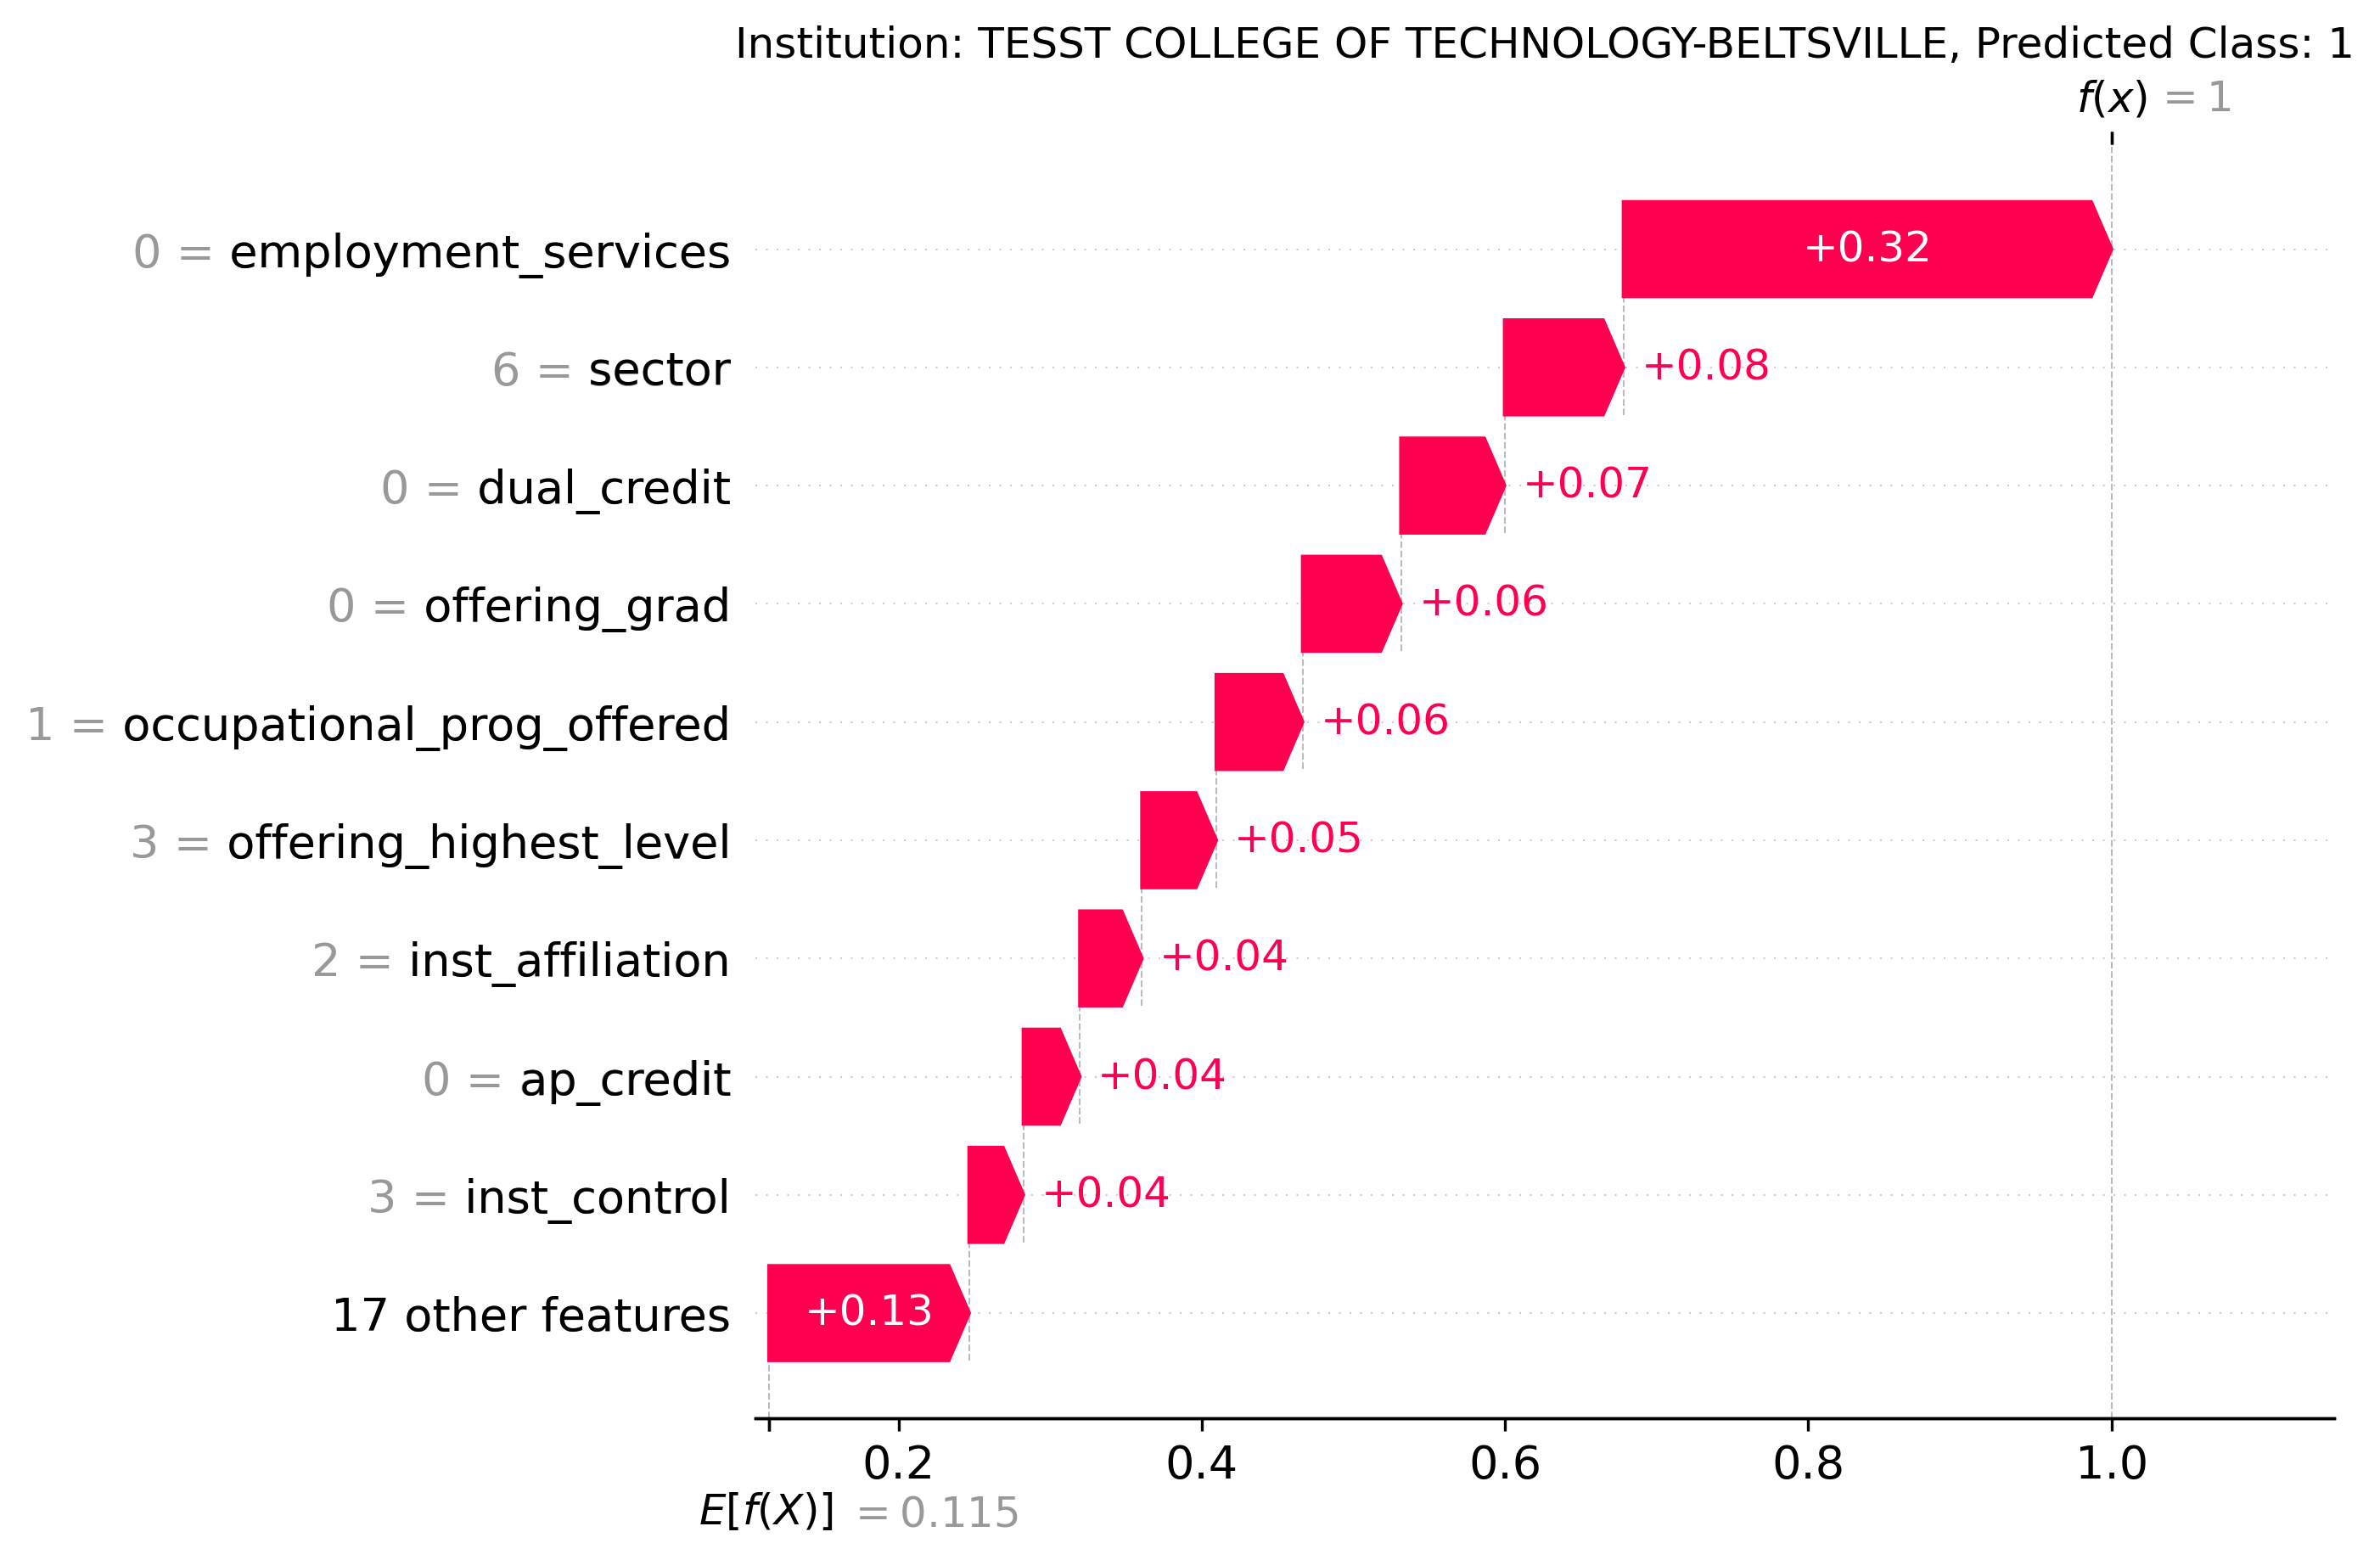 Institution: TESST COLLEGE OF TECHNOLOGY-BELTSVILLE, Predicted Class: 1
f(x) = 1
0 = employment_services
+0.32
6 = sector
+0.08
0 = dual_credit
+0.07
0 = offering_grad
+0.06
1 = occupational_prog_offered
+0.06
3 = offering_highest_level
+0.05
2 = inst_affiliation
+0.04
0 = ap_credit
+0.04
3 = inst_control
+0.04
17 other features
+0.13
0.2 0.4 0.6 0.8 1.0
E[f(X)] = 0.115